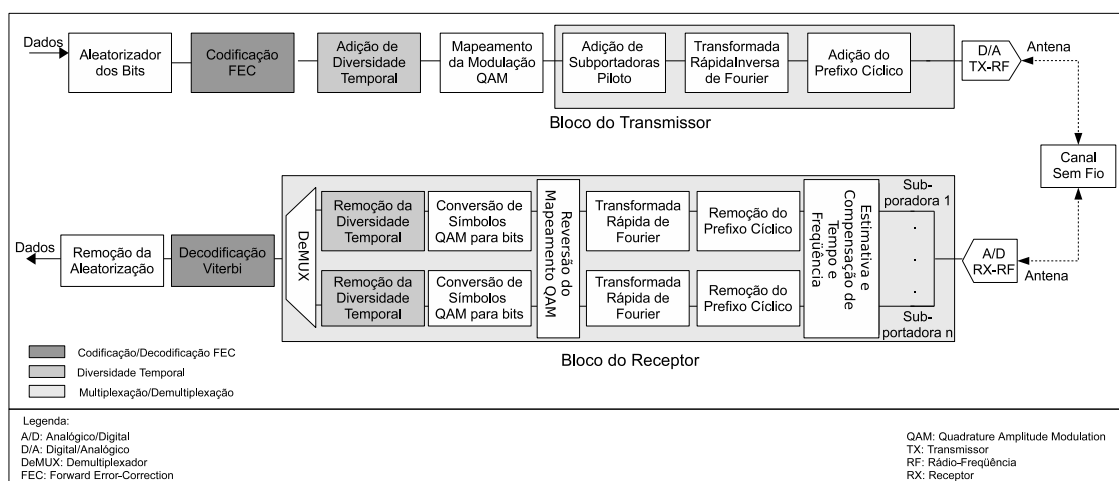 Dados
Aleatorizador
dos Bits
Codificação
FEC
Adição de
Diversidade
Temporal
Mapeamento
da Modulação
QAM
Adição de
Subportadoras
Piloto
Transformada
RápidaInversa
de Fourier
Adição do
Prefixo Cíclico
D/A
TX-RF
Antena
Bloco do Transmissor
Canal
Sem Fio
Dados
Remoção da
Aleatorização
Decodificação
Viterbi
DeMUX
Remoção da
Diversidade
Temporal
Conversão de
Símbolos
QAM para bits
Reversão do
Mapeamento QAM
Transformada
Rápida de
Fourier
Remoção do
Prefixo Cíclico
Estimativa e
Compensação de
Tempo e
Freqüência
Sub-
poradora 1
Remoção da
Diversidade
Temporal
Conversão de
Símbolos
QAM para bits
Transformada
Rápida de
Fourier
Remoção do
Prefixo Cíclico
Sub-
portadora n
A/D
RX-RF
Antena
Bloco do Receptor
Codificação/Decodificação FEC
Diversidade Temporal
Multiplexação/Demultiplexação
Legenda:
A/D: Analógico/Digital
D/A: Digital/Analógico
DeMUX: Demultiplexador
FEC: Forward Error-Correction
QAM: Quadrature Amplitude Modulation
TX: Transmissor
RF: Rádio-Freqüência
RX: Receptor